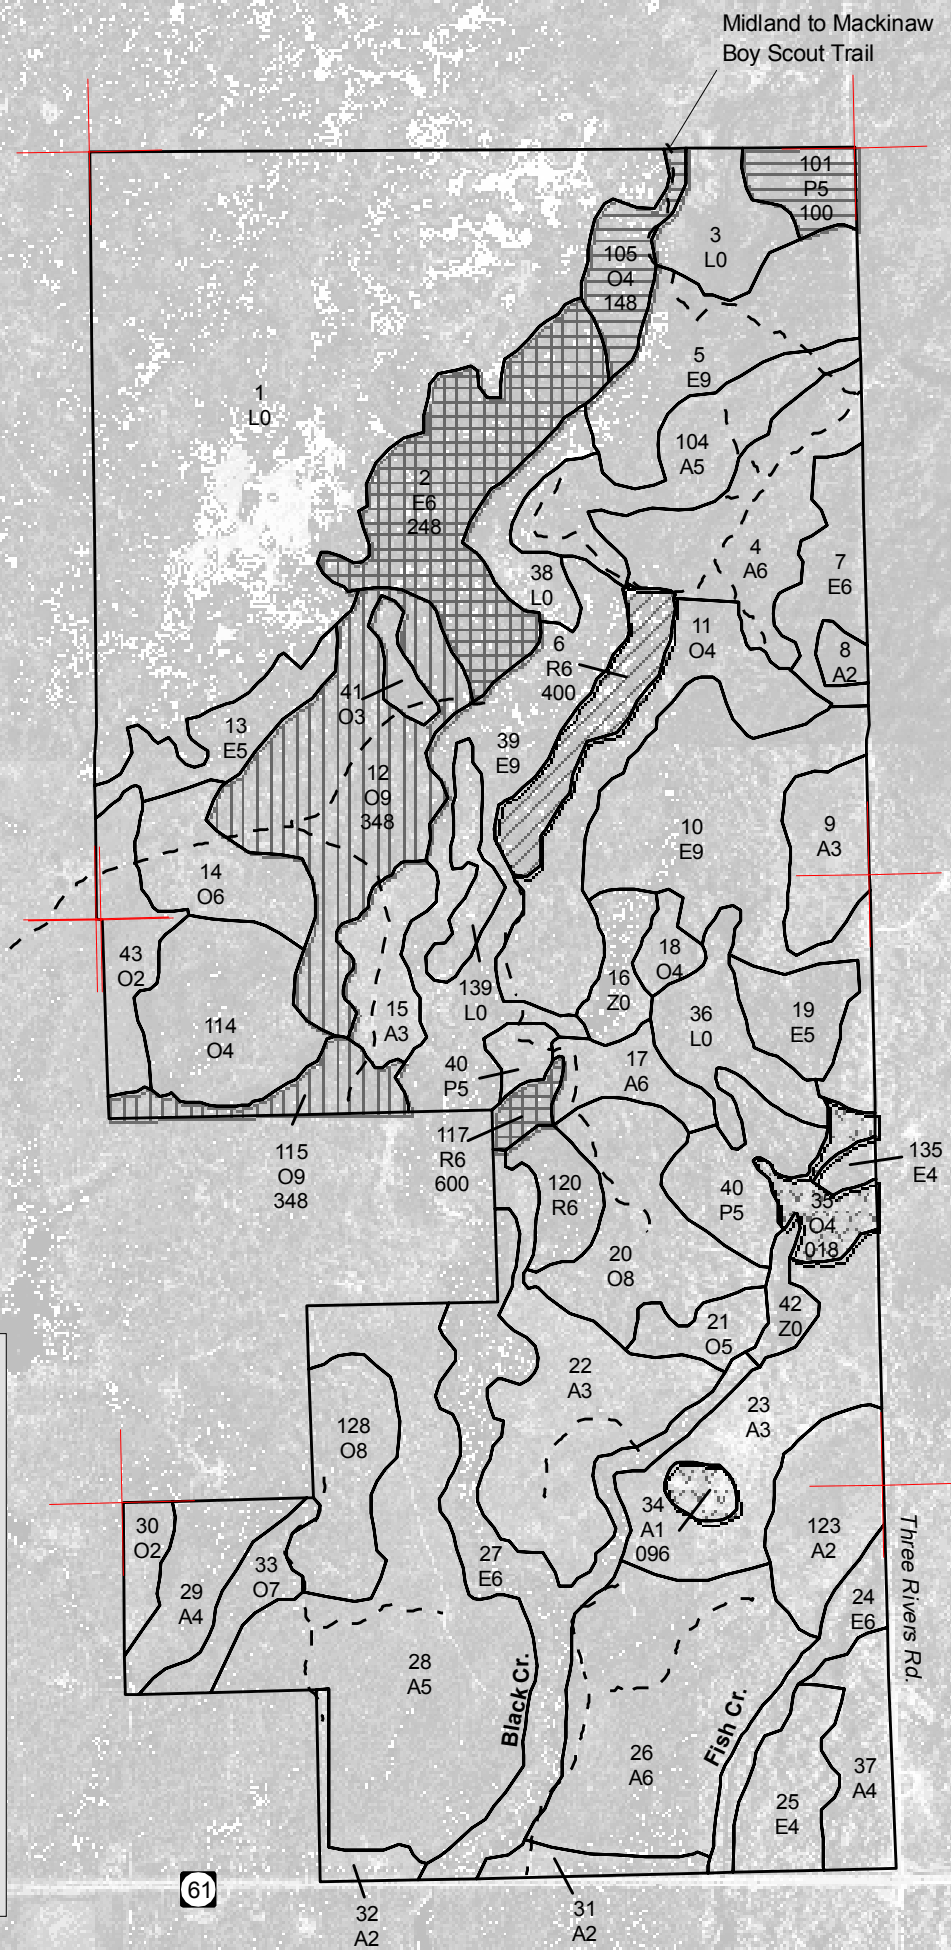 Midland to Mackinaw
Boy Scout Trail
101
P5
100
3
L0
105
O4
148
5
E9
1
L0
104
A5
2
E6
248
4
A6
7
E6
38
L0
6
R6
400
11
O4
8
A2
41
O3
13
E5
39
E9
12
O9
348
10
E9
9
A3
14
O6
43
O2
18
O4
16
Z0
139
L0
15
A3
36
L0
19
E5
114
O4
17
A6
40
P5
117
R6
600
115
O9
348
135
E4
120
R6
40
P5
35
O4
018
20
O8
42
Z0
21
O5
22
A3
23
A3
128
O8
34
A1
096
30
O2
123
A2
33
O7
27
E6
29
A4
24
E6
Three Rivers Rd.
28
A5
Black Cr.
Fish Cr.
26
A6
37
A4
25
E4
61
32
A2
31
A2